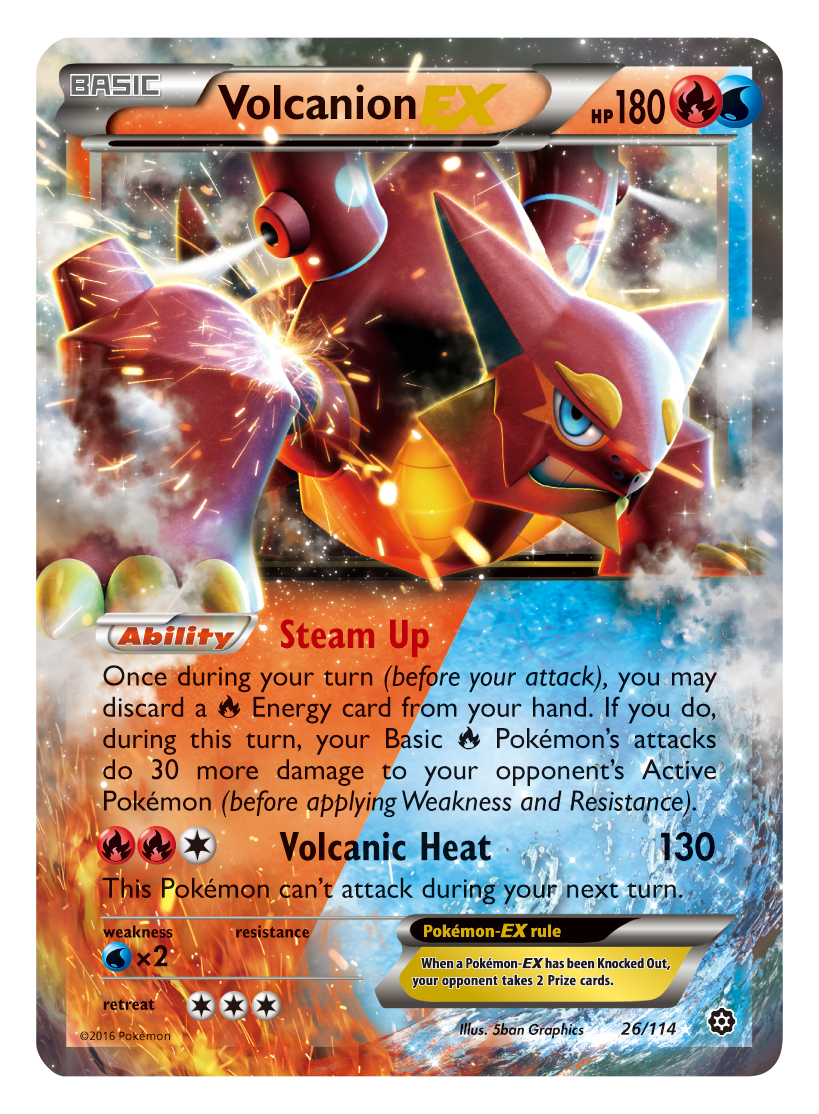 BASIC
Volcanion EX
HP 180
Ability Steam Up
Once during your turn (before your attack), you may
discard a Energy card from your hand. If you do,
during this turn, your Basic Pokémon's attacks
do 30 more damage to your opponent's Active
Pokémon (before applying Weakness and Resistance).
Volcanic Heat 130
This Pokémon can't attack during your next turn.
weakness resistance
×2
Pokémon-EX rule
When a Pokémon-EX has been Knocked Out,
your opponent takes 2 Prize cards.
retreat
©2016 Pokémon
Illus. 5ban Graphics 26/114